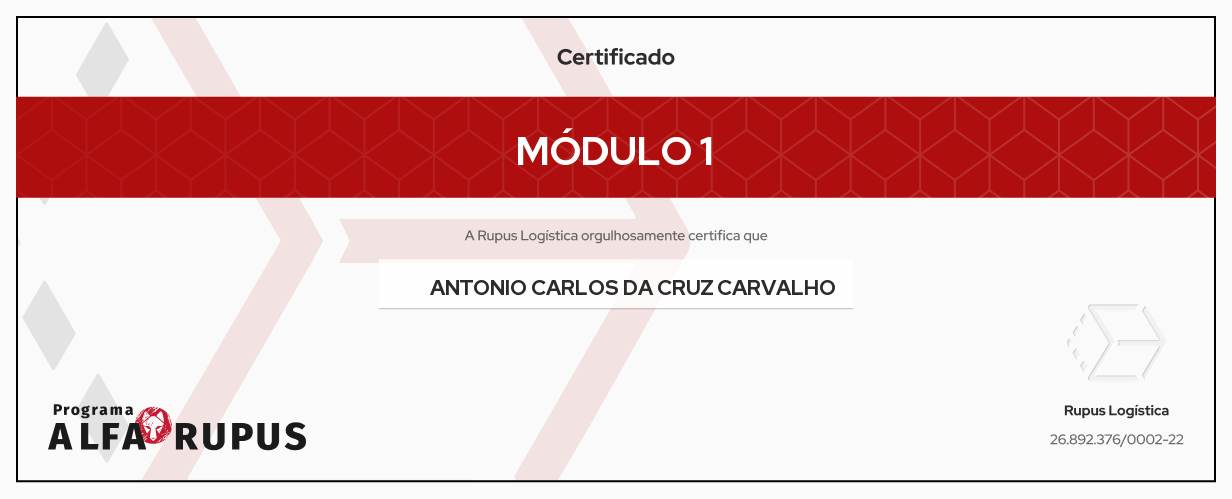 Certificado
MÓDULO 1
A Rupus Logística orgulhosamente certifica que
ANTONIO CARLOS DA CRUZ CARVALHO
Programa
ALFA RUPUS
Rupus Logística
26.892.376/0002-22